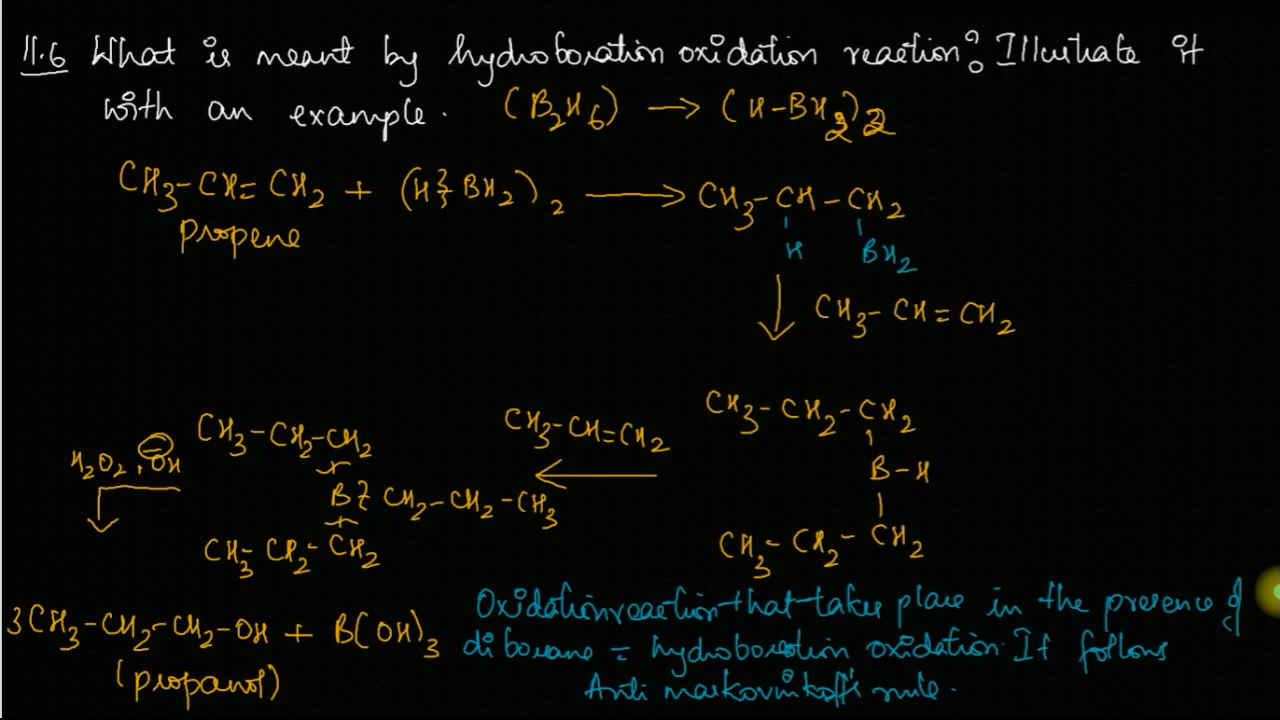 11.6 What is meant by hydroboration oxidation reaction? Illustrate it
with an example. (B₂H₆) → (H-BH₂)₂
CH₃-CH=CH₂ + (H BH₂)₂ → CH₃-CH-CH₂
propene
H BH₂
↓ CH₃-CH=CH₂
CH₃-CH₂-CH₂
B-H
CH₃-CH₂-CH₂
CH₃-CH=CH₂
←
CH₃-CH₂-CH₂
B CH₂-CH₂-CH₃
CH₃-CH₂-CH₂
H₂O₂, ⊖OH
3CH₃-CH₂-CH₂-OH + B(OH)₃
(propanol)
Oxidation reaction that takes place in the presence of
diborane = hydroboration oxidation. It follows
Anti markovnikoff's rule.